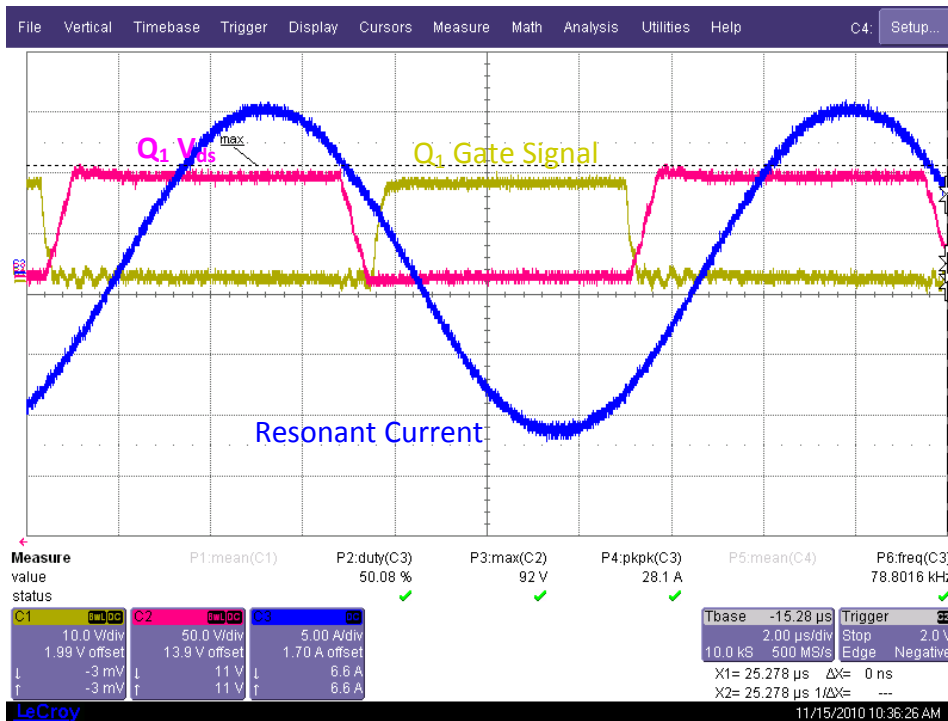 File Vertical Timebase Trigger Display Cursors Measure Math Analysis Utilities Help C4: Setup...
Q1 Vds
max
Q1 Gate Signal
Resonant Current
Measure P1:mean(C1) P2:duty(C3) P3:max(C2) P4:pkpk(C3) P5:mean(C4) P6:freq(C3)
value 50.08 % 92 V 28.1 A 78.8016 kHz
status
C1 BwL DC C2 BwL DC C3 DC Tbase -15.28 µs Trigger
10.0 V/div 50.0 V/div 5.00 A/div 2.00 µs/div Stop 2.0 V
1.99 V offset 13.9 V offset 1.70 A offset 10.0 kS 500 MS/s Edge Negative
↓ -3 mV ↓ 11 V ↓ 6.6 A X1= 25.278 µs ΔX= 0 ns
↑ -3 mV ↑ 11 V ↑ 6.6 A X2= 25.278 µs 1/ΔX= ---
LeCroy 11/15/2010 10:36:26 AM